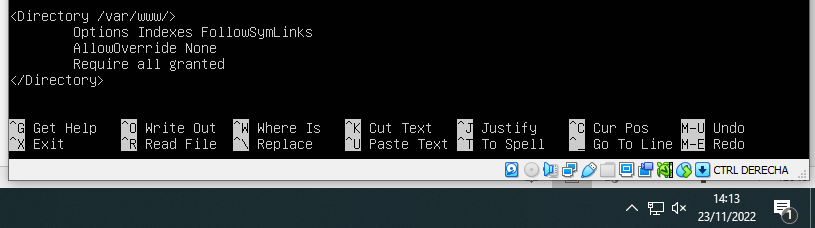 <Directory /var/www/>
Options Indexes FollowSymLinks
AllowOverride None
Require all granted
</Directory>
^G Get Help ^O Write Out ^W Where Is ^K Cut Text ^J Justify ^C Cur Pos M-U Undo
^X Exit ^R Read File ^\ Replace ^U Paste Text ^T To Spell ^_ Go To Line M-E Redo
CTRL DERECHA
14:13
23/11/2022
1